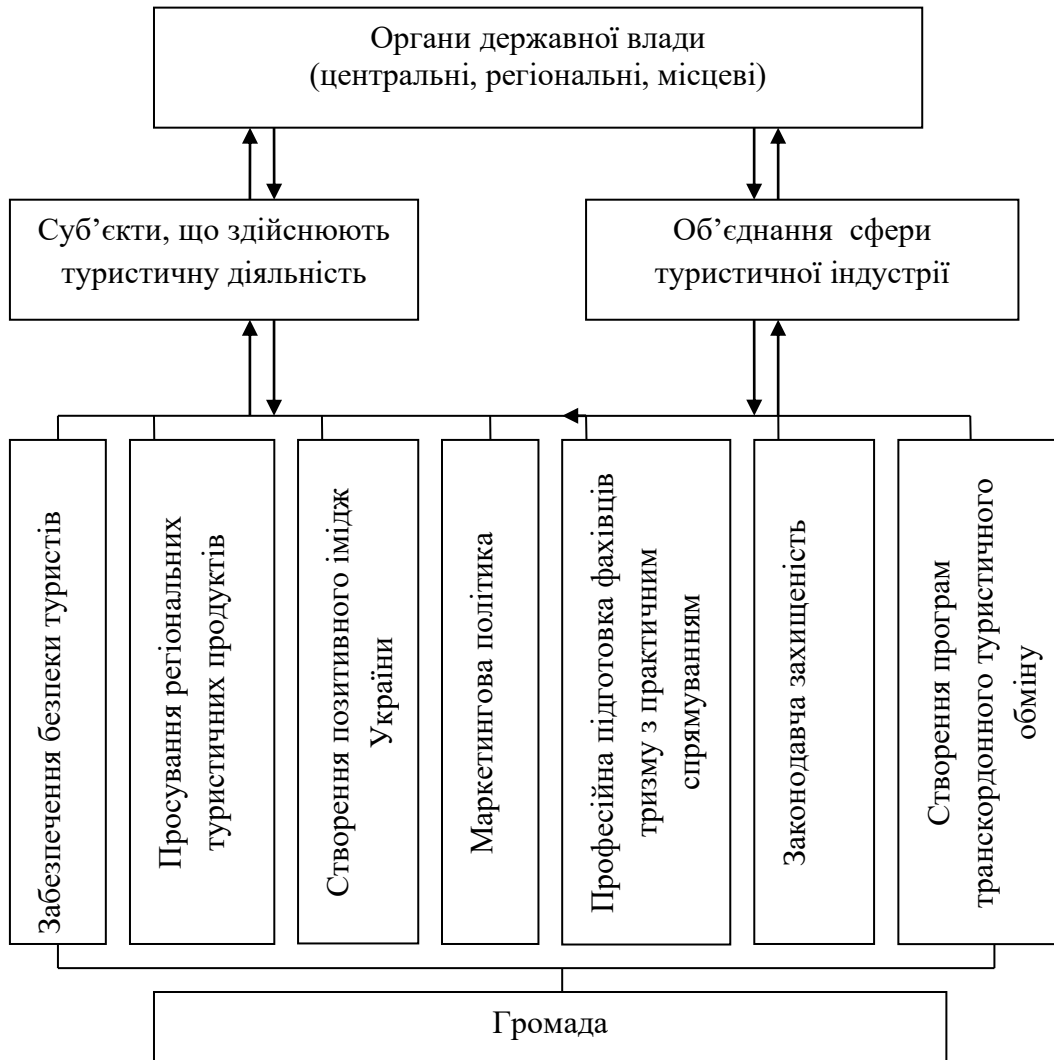 Органи державної влади
(центральні, регіональні, місцеві)
Суб’єкти, що здійснюють
туристичну діяльність
Об’єднання сфери
туристичної індустрії
Забезпечення безпеки туристів
Просування регіональних
туристичних продуктів
Створення позитивного імідж
України
Маркетингова політика
Професійна підготовка фахівців
тризму з практичним
спрямуванням
Законодавча захищеність
Створення програм
транскордонного туристичного
обміну
Громада